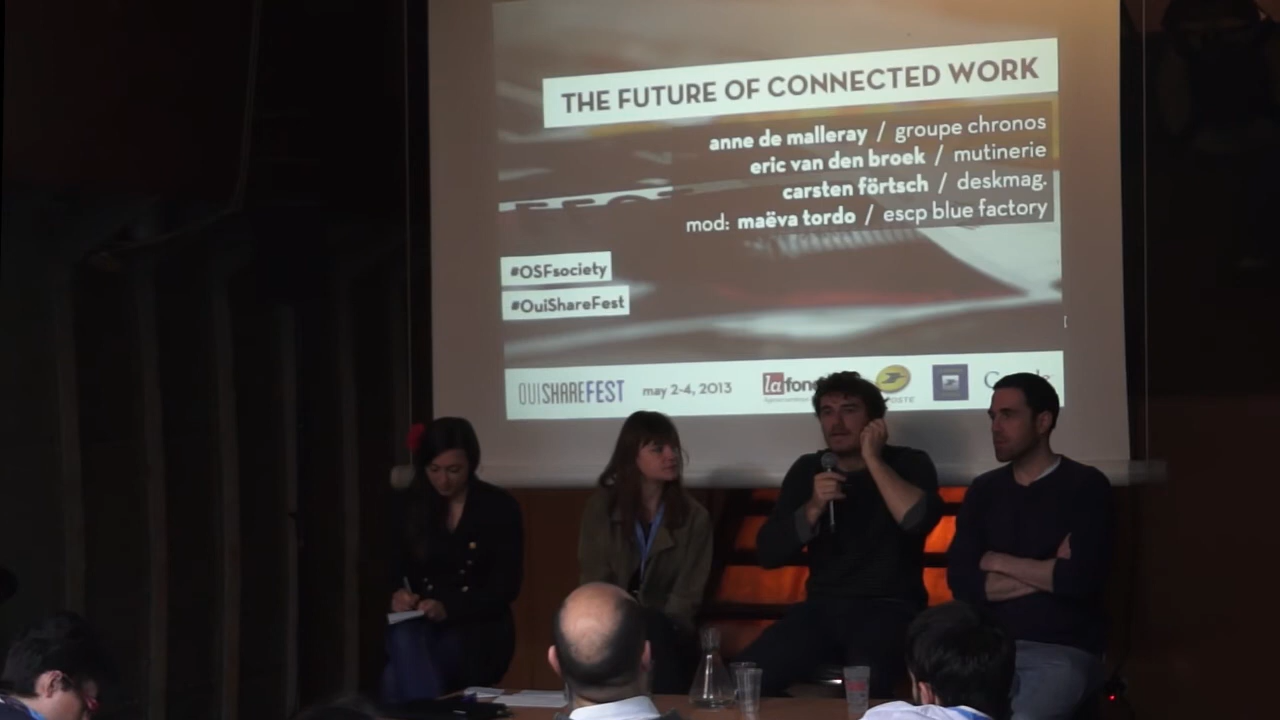 THE FUTURE OF CONNECTED WORK
anne de malleray / groupe chronos
eric van den broek / mutinerie
carsten förtsch / deskmag.
mod: maëva tordo / escp blue factory
#OSFsociety
#OuiShareFest
OUISHAREFEST may 2-4, 2013 la